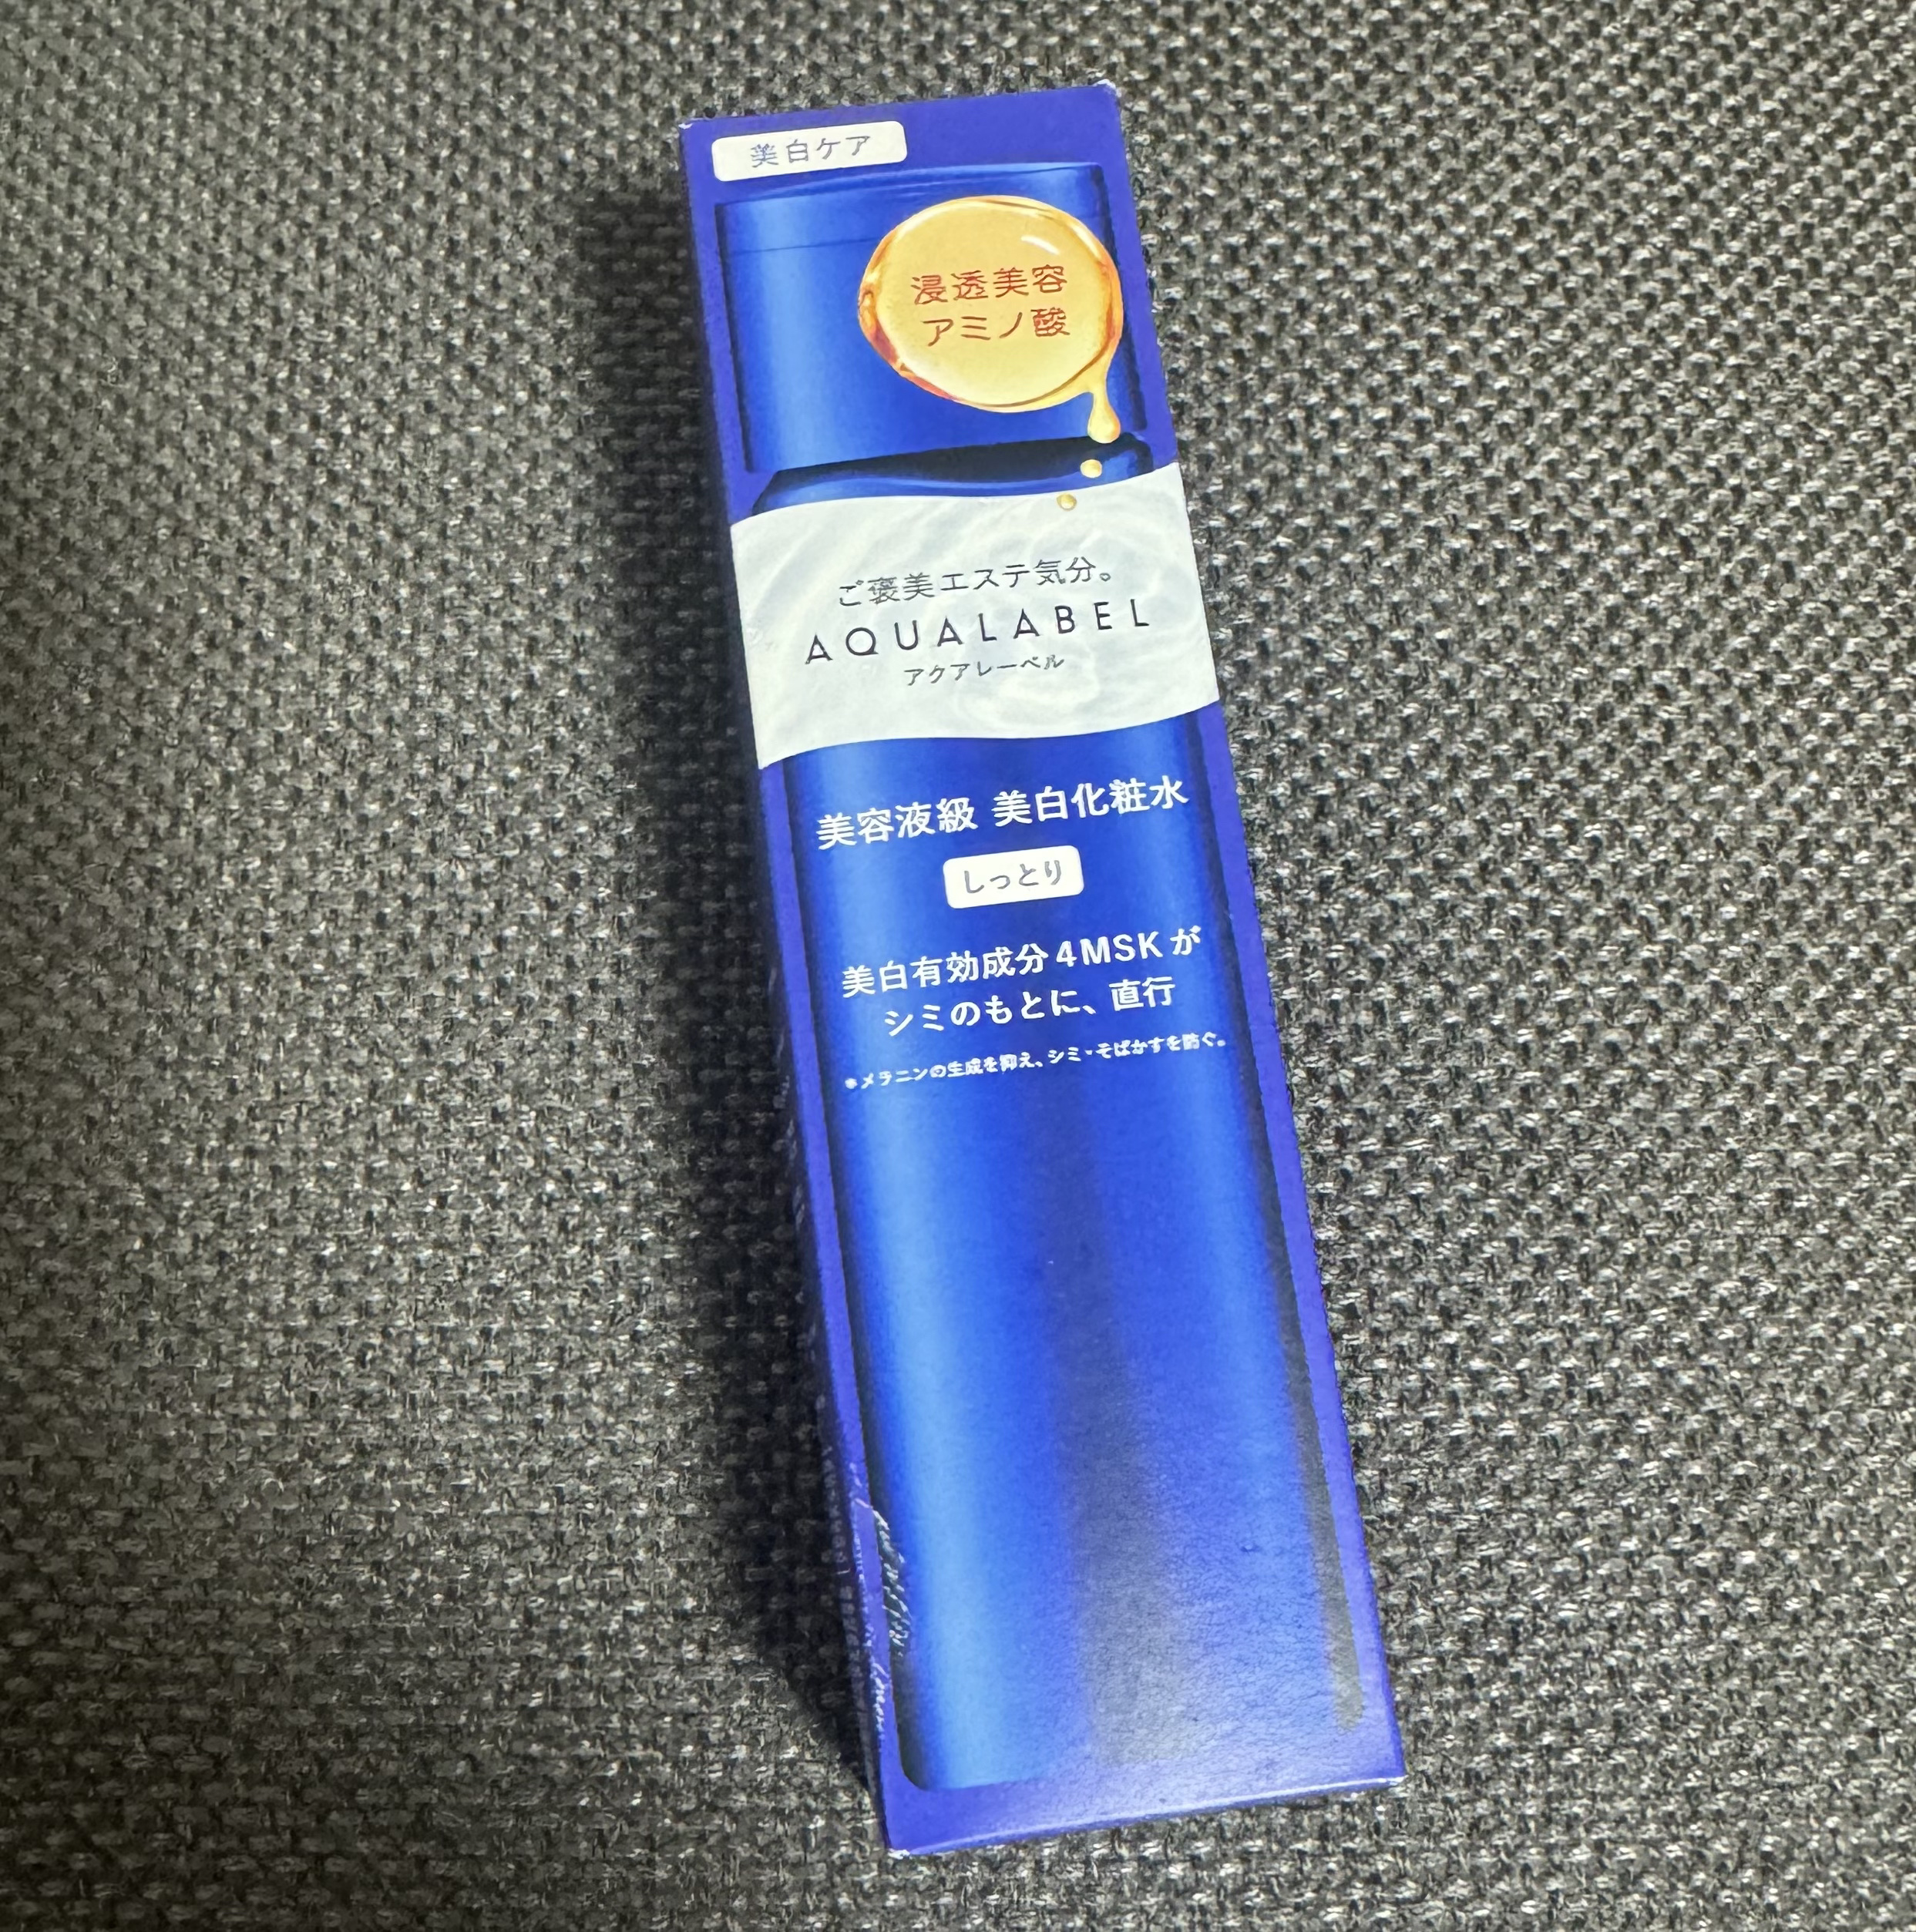 美白ケア
浸透美容
アミノ酸
ご褒美エステ気分。
AQUALABEL
アクアレーベル
美容液級 美白化粧水
しっとり
美白有効成分4MSKが
シミのもとに、直行
*メラニンの生成を抑え、シミ・そばかすを防ぐ。